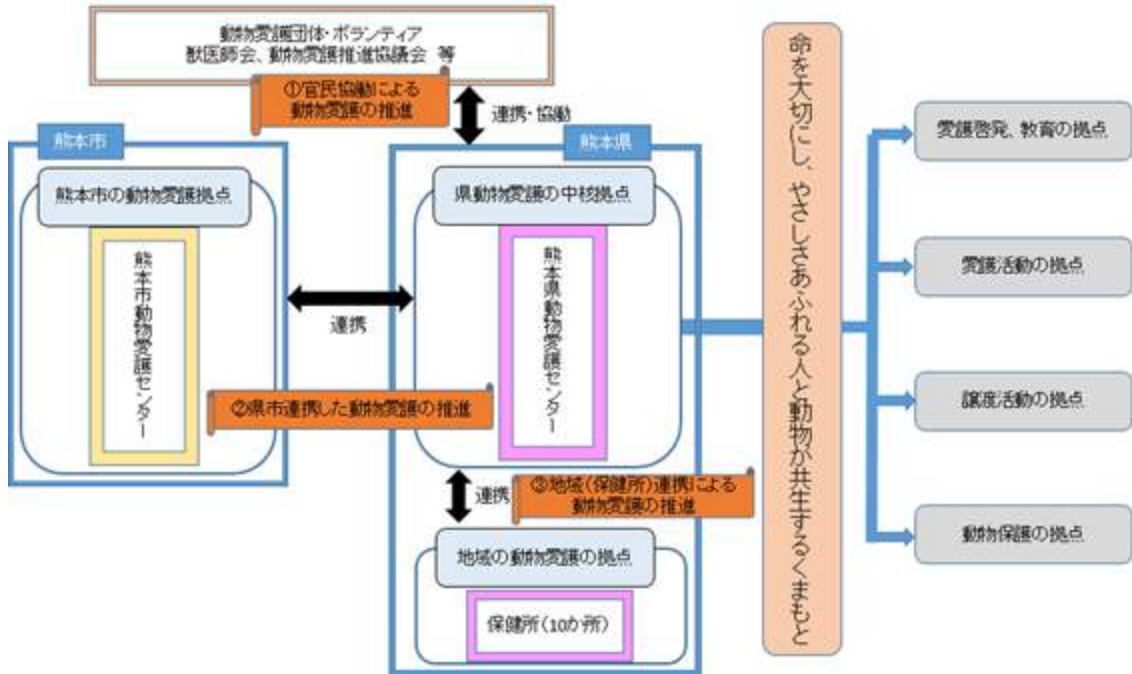 動物愛護団体・ボランティア
獣医師会、動物愛護推進協議会 等
①官民協働による
動物愛護の推進
連携・協働
熊本市
熊本県
熊本市の動物愛護拠点
熊本市動物愛護センター
連携
県動物愛護の中核拠点
熊本県動物愛護センター
②県市連携した動物愛護の推進
連携
③地域(保健所)連携による
動物愛護の推進
地域の動物愛護の拠点
保健所(10か所)
命を大切にし、やさしさあふれる人と動物が共生するくまもと
愛護啓発、教育の拠点
愛護活動の拠点
譲渡活動の拠点
動物保護の拠点